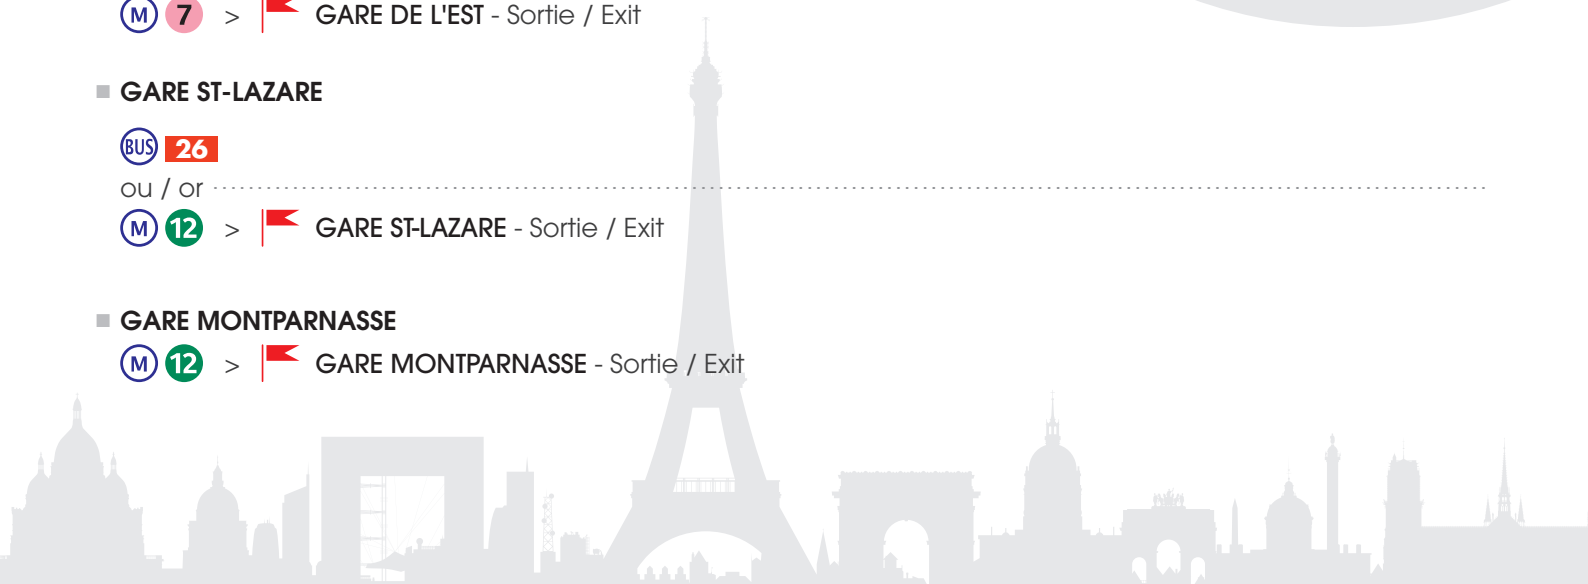 M 7 > GARE DE L'EST - Sortie / Exit
GARE ST-LAZARE
BUS 26
ou / or
M 12 > GARE ST-LAZARE - Sortie / Exit
GARE MONTPARNASSE
M 12 > GARE MONTPARNASSE - Sortie / Exit